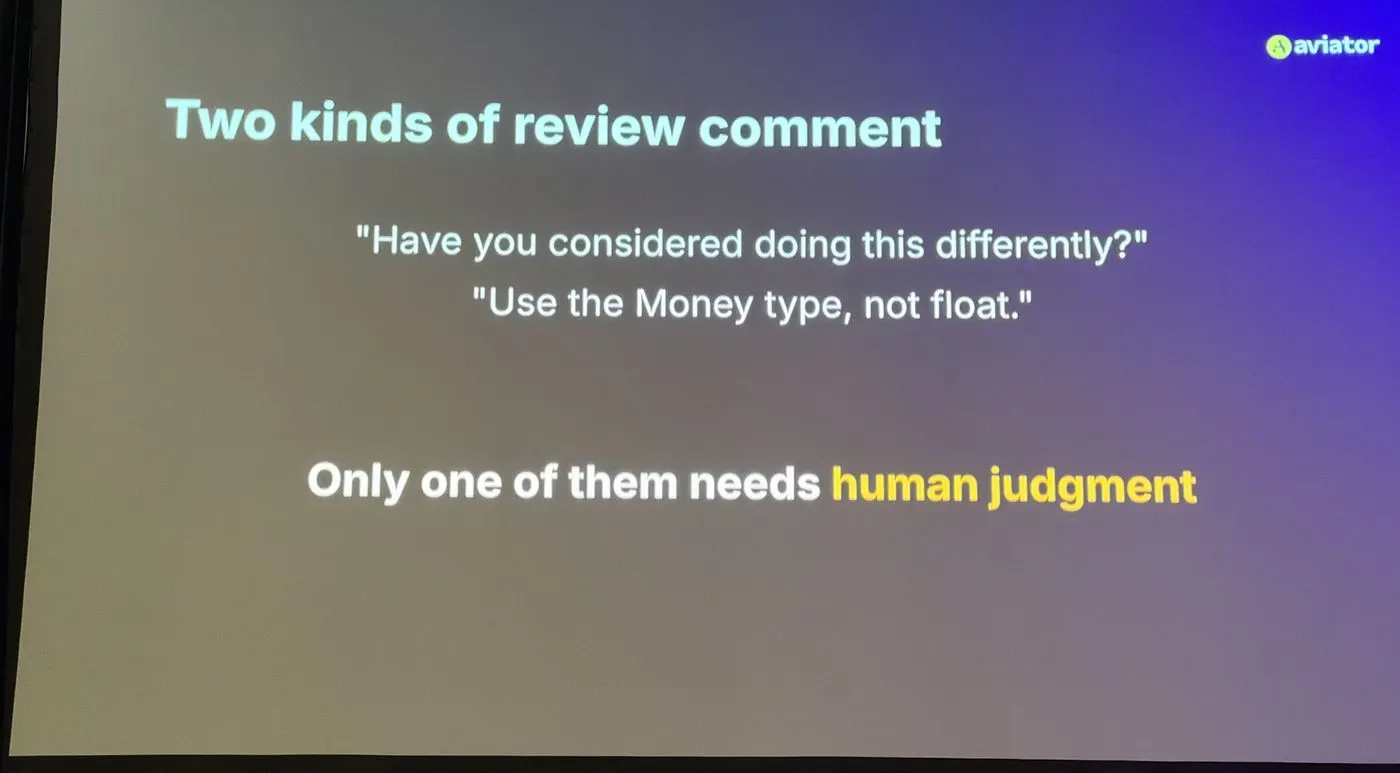 aviator
Two kinds of review comment
"Have you considered doing this differently?"
"Use the Money type, not float."
Only one of them needs human judgment